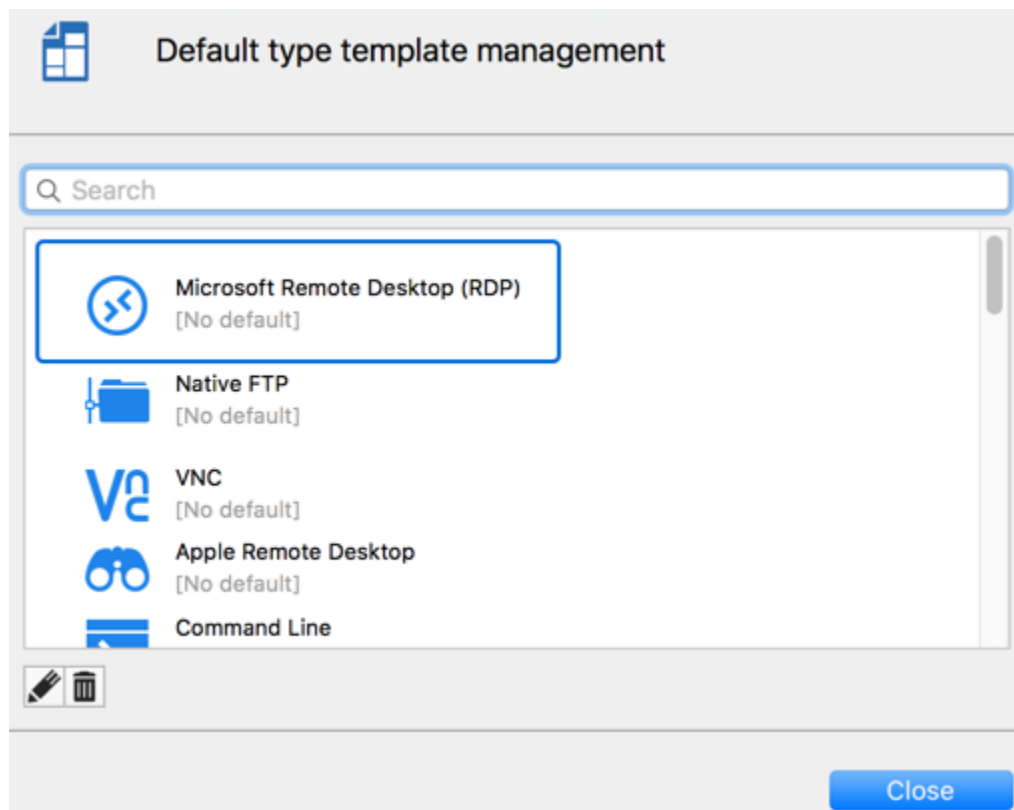 Default type template management
Search
Microsoft Remote Desktop (RDP)
[No default]
Native FTP
[No default]
VNC
[No default]
Apple Remote Desktop
[No default]
Command Line
Close